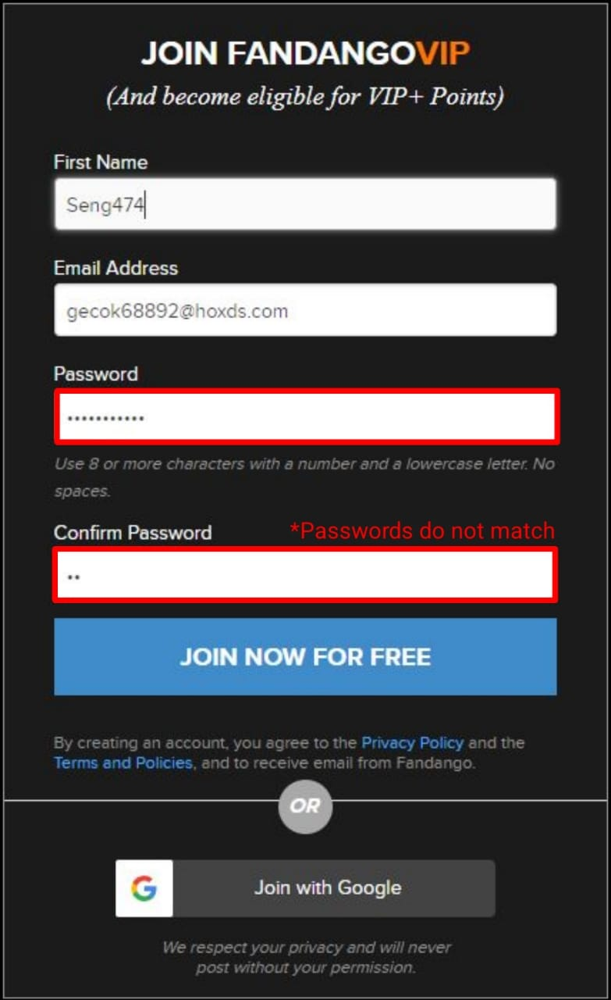 JOIN FANDANGOVIP
(And become eligible for VIP+ Points)
First Name
Seng474
Email Address
gecok68892@hoxds.com
Password
•••••••••••
Use 8 or more characters with a number and a lowercase letter. No
spaces.
Confirm Password *Passwords do not match
••
JOIN NOW FOR FREE
By creating an account, you agree to the Privacy Policy and the
Terms and Policies, and to receive email from Fandango.
OR
G Join with Google
We respect your privacy and will never
post without your permission.